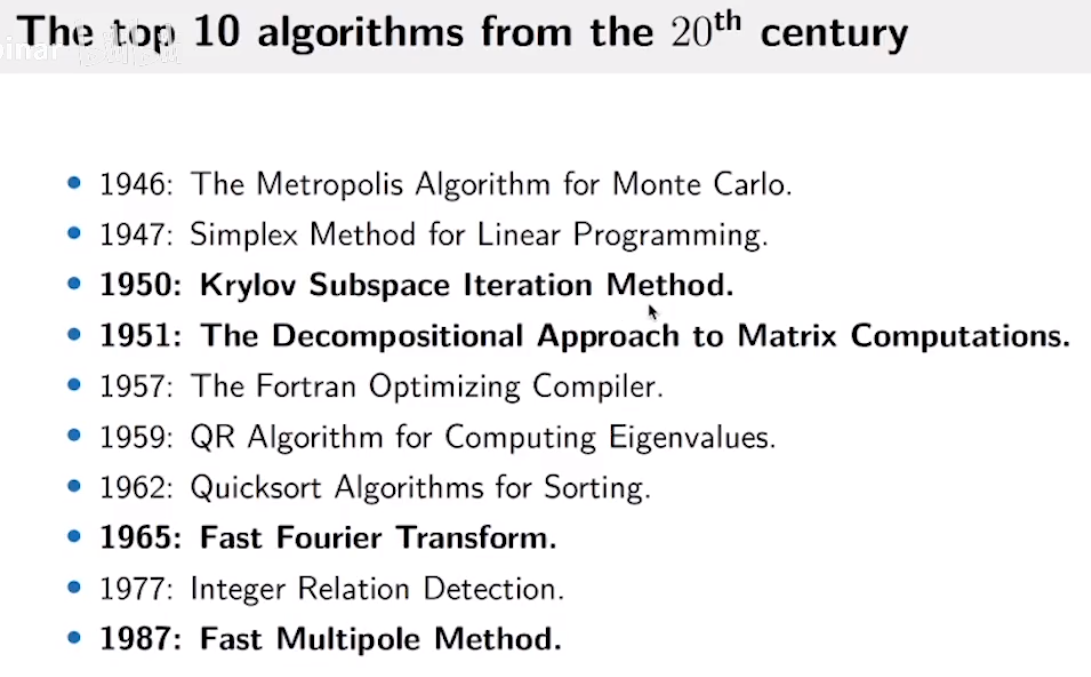 The top 10 algorithms from the 20th century
inar
• 1946: The Metropolis Algorithm for Monte Carlo.
• 1947: Simplex Method for Linear Programming.
• 1950: Krylov Subspace Iteration Method.
• 1951: The Decompositional Approach to Matrix Computations.
• 1957: The Fortran Optimizing Compiler.
• 1959: QR Algorithm for Computing Eigenvalues.
• 1962: Quicksort Algorithms for Sorting.
• 1965: Fast Fourier Transform.
• 1977: Integer Relation Detection.
• 1987: Fast Multipole Method.